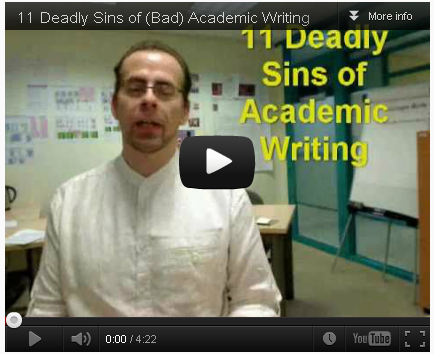 11 Deadly Sins of (Bad) Academic Writing
More info
11 Deadly
Sins of
Academic
Writing
0:00 / 4:22
YouTube